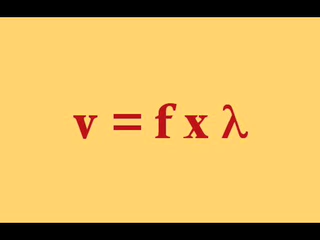 v = f x λ